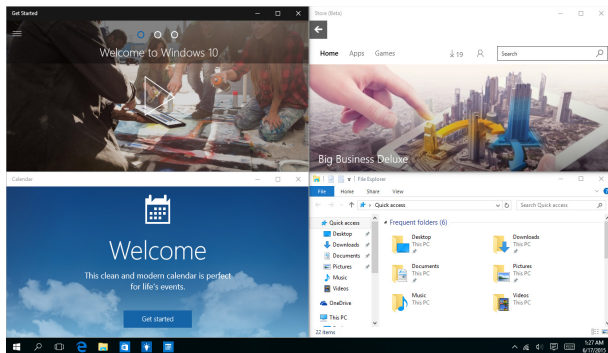 Get Started
Welcome to Windows 10
Store (Beta)
Home Apps Games 19 Search
Big Business Deluxe
Calendar
Welcome
This clean and modern calendar is perfect
for life's events.
Get started
File Explorer
File Home Share View
Quick access Search Quick access
Quick access
Desktop
Downloads
Documents
Pictures
Music
Videos
OneDrive
This PC
22 items
Frequent folders (6)
Desktop
This PC
Downloads
This PC
Documents
This PC
Pictures
This PC
Music
This PC
Videos
This PC
1:27 AM
6/17/2015